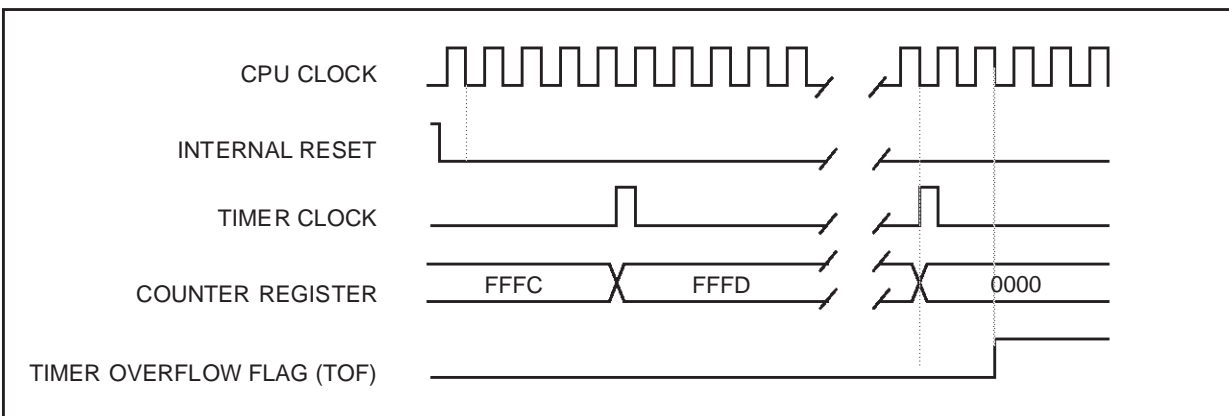 CPU CLOCK
INTERNAL RESET
TIMER CLOCK
COUNTER REGISTER
FFFC
FFFD
0000
TIMER OVERFLOW FLAG (TOF)